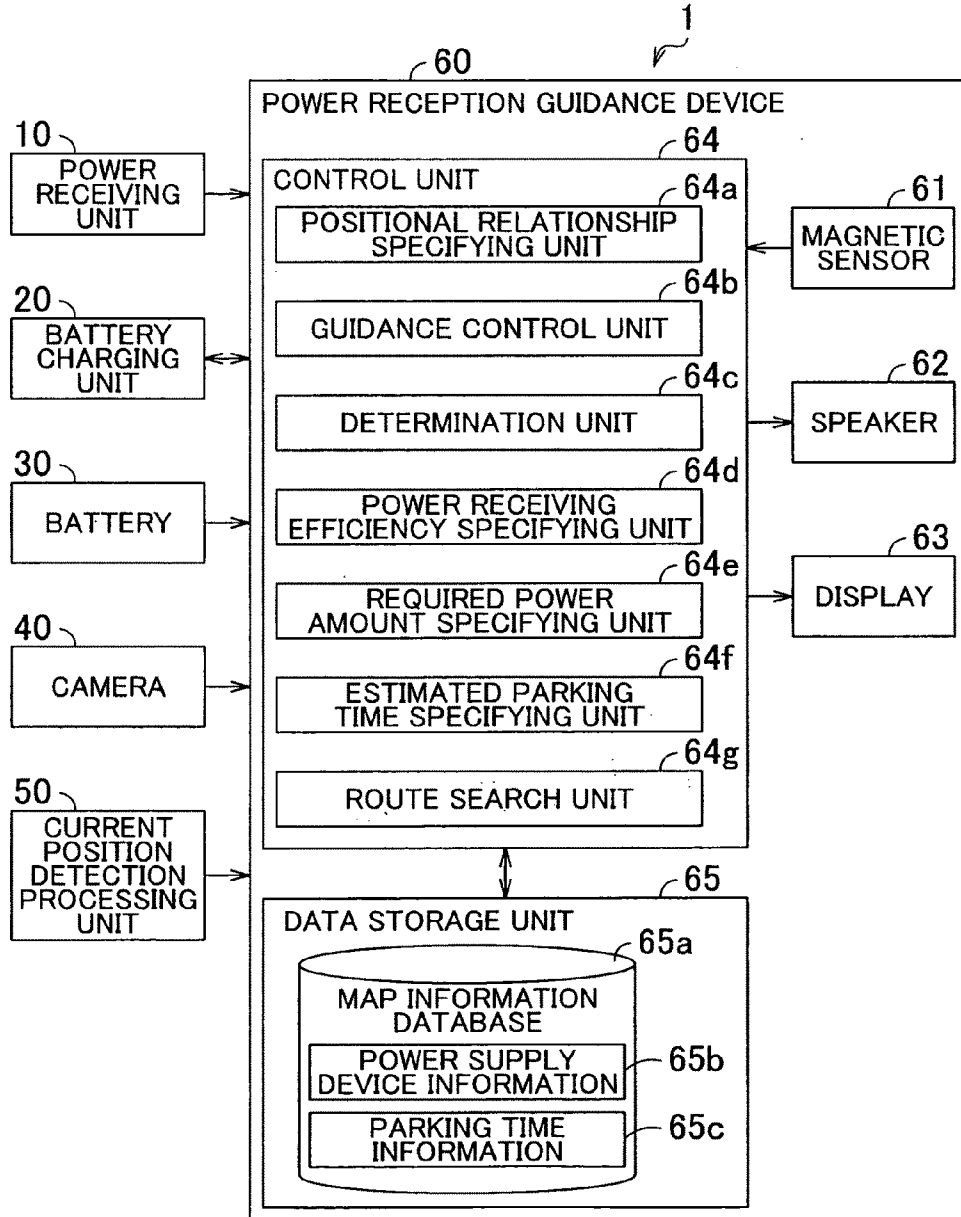 1
60
POWER RECEPTION GUIDANCE DEVICE
10
POWER
RECEIVING
UNIT
20
BATTERY
CHARGING
UNIT
30
BATTERY
40
CAMERA
50
CURRENT
POSITION
DETECTION
PROCESSING
UNIT
64
CONTROL UNIT
64a
POSITIONAL RELATIONSHIP
SPECIFYING UNIT
64b
GUIDANCE CONTROL UNIT
64c
DETERMINATION UNIT
64d
POWER RECEIVING
EFFICIENCY SPECIFYING UNIT
64e
REQUIRED POWER
AMOUNT SPECIFYING UNIT
64f
ESTIMATED PARKING
TIME SPECIFYING UNIT
64g
ROUTE SEARCH UNIT
61
MAGNETIC
SENSOR
62
SPEAKER
63
DISPLAY
65
DATA STORAGE UNIT
65a
MAP INFORMATION
DATABASE
65b
POWER SUPPLY
DEVICE INFORMATION
65c
PARKING TIME
INFORMATION